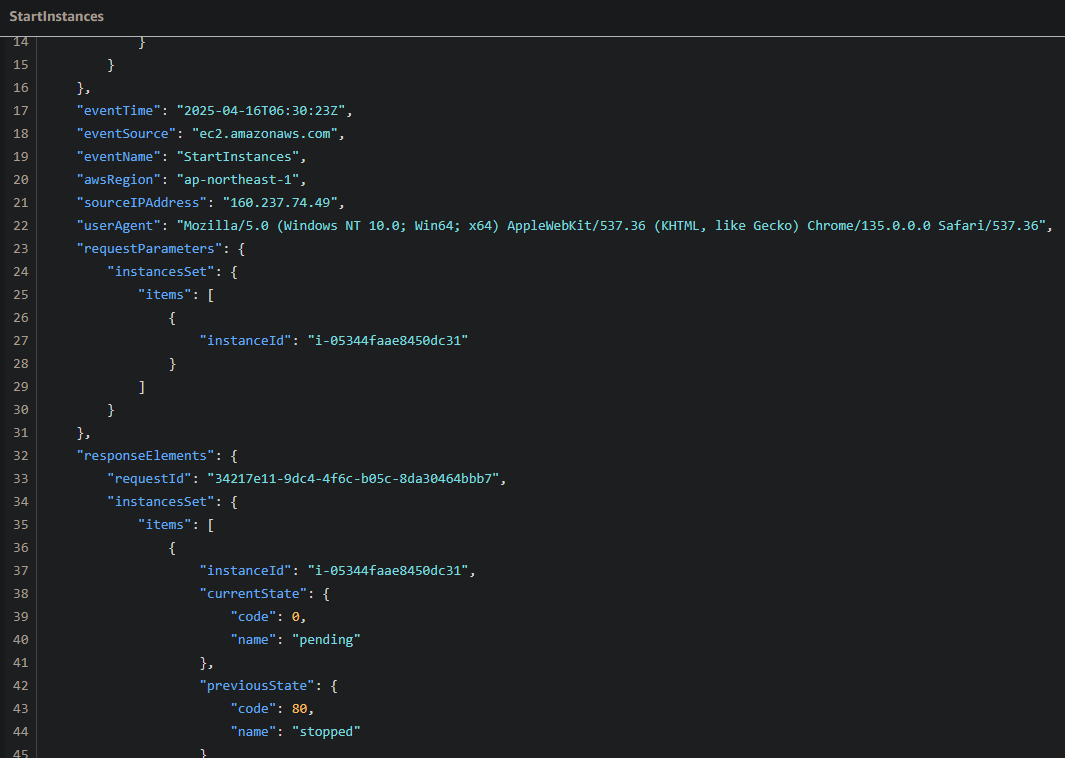 StartInstances
14 }
15 }
16 },
17 "eventTime": "2025-04-16T06:30:23Z",
18 "eventSource": "ec2.amazonaws.com",
19 "eventName": "StartInstances",
20 "awsRegion": "ap-northeast-1",
21 "sourceIPAddress": "160.237.74.49",
22 "userAgent": "Mozilla/5.0 (Windows NT 10.0; Win64; x64) AppleWebKit/537.36 (KHTML, like Gecko) Chrome/135.0.0.0 Safari/537.36",
23 "requestParameters": {
24 "instancesSet": {
25 "items": [
26 {
27 "instanceId": "i-05344faae8450dc31"
28 }
29 ]
30 }
31 },
32 "responseElements": {
33 "requestId": "34217e11-9dc4-4f6c-b05c-8da30464bbb7",
34 "instancesSet": {
35 "items": [
36 {
37 "instanceId": "i-05344faae8450dc31",
38 "currentState": {
39 "code": 0,
40 "name": "pending"
41 },
42 "previousState": {
43 "code": 80,
44 "name": "stopped"
45 }